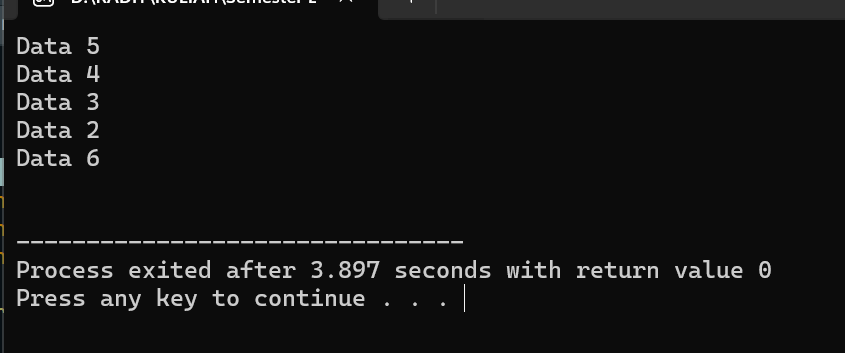 Data 5
Data 4
Data 3
Data 2
Data 6
--------------------------------
Process exited after 3.897 seconds with return value 0
Press any key to continue . . .